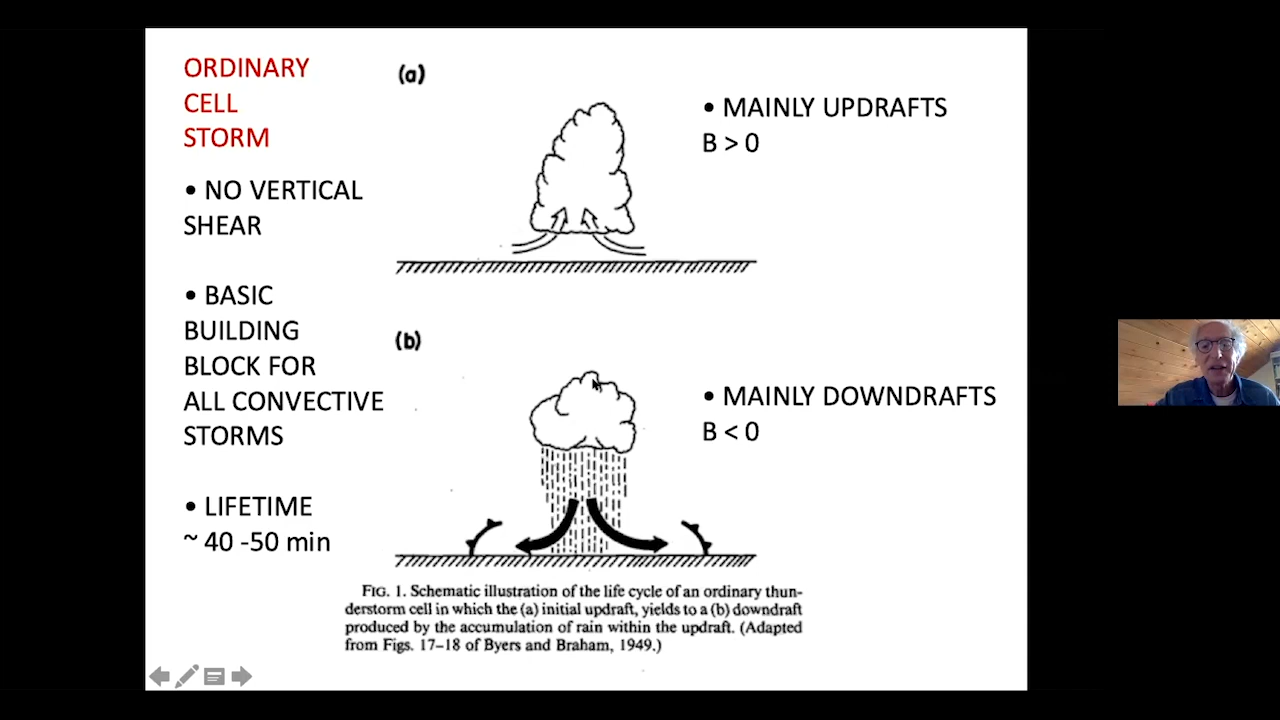 ORDINARY
CELL
STORM
• NO VERTICAL
SHEAR
• BASIC
BUILDING
BLOCK FOR
ALL CONVECTIVE
STORMS
• LIFETIME
~ 40 -50 min
(a)
• MAINLY UPDRAFTS
B > 0
(b)
• MAINLY DOWNDRAFTS
B < 0
FIG. 1. Schematic illustration of the life cycle of an ordinary thun-
derstorm cell in which the (a) initial updraft, yields to a (b) downdraft
produced by the accumulation of rain within the updraft. (Adapted
from Figs. 17–18 of Byers and Braham, 1949.)